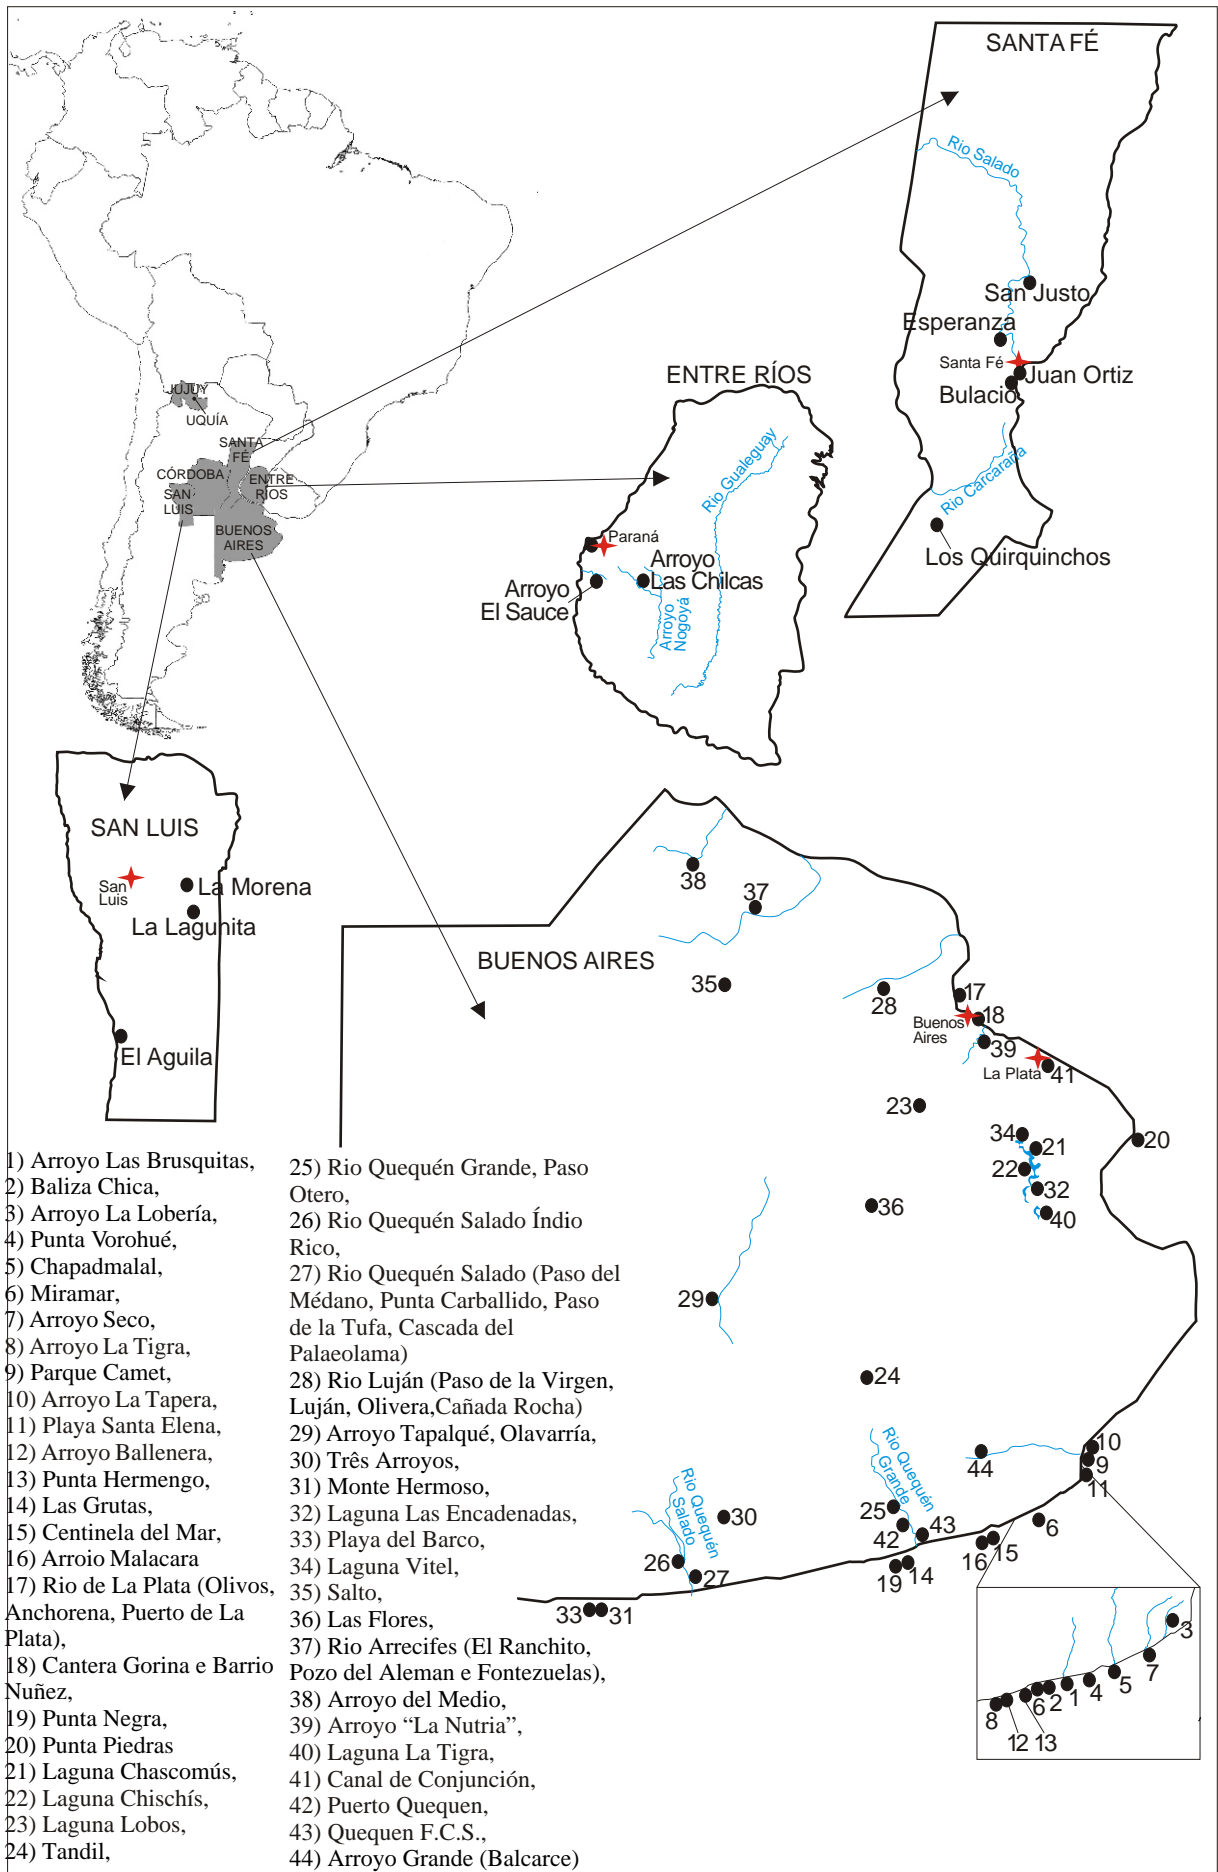 SANTA FÉ
Rio Salado
San Justo
Esperanza
Santa Fé
Juan Ortiz
Bulacio
Rio Carcaraña
Los Quirquinchos
JUJUY
UQUÍA
SANTA
FÉ
CÓRDOBA
ENTRE
RÍOS
SAN
LUIS
BUENOS
AIRES
ENTRE RÍOS
Rio Gualeguay
Paraná
Arroyo
Las Chilcas
Arroyo
El Sauce
Arroyo
Nogoyá
SAN LUIS
San
Luis
La Morena
La Lagunita
El Aguila
BUENOS AIRES
38
37
35
28
17
Buenos
Aires
18
39
La Plata
41
23
34
21
20
22
32
36
40
29
24
10
44
9
11
Rio Quequén
Grande
Rio Quequén
Salado
25
30
42
43
6
16
15
26
27
19
14
33
31
3
7
5
4
1
2
6
8
12
13
1) Arroyo Las Brusquitas,
2) Baliza Chica,
3) Arroyo La Lobería,
4) Punta Vorohué,
5) Chapadmalal,
6) Miramar,
7) Arroyo Seco,
8) Arroyo La Tigra,
9) Parque Camet,
10) Arroyo La Tapera,
11) Playa Santa Elena,
12) Arroyo Ballenera,
13) Punta Hermengo,
14) Las Grutas,
15) Centinela del Mar,
16) Arroio Malacara
17) Rio de La Plata (Olivos,
Anchorena, Puerto de La
Plata),
18) Cantera Gorina e Barrio
Nuñez,
19) Punta Negra,
20) Punta Piedras
21) Laguna Chascomús,
22) Laguna Chischís,
23) Laguna Lobos,
24) Tandil,
25) Rio Quequén Grande, Paso
Otero,
26) Rio Quequén Salado Índio
Rico,
27) Rio Quequén Salado (Paso del
Médano, Punta Carballido, Paso
de la Tufa, Cascada del
Palaeolama)
28) Rio Luján (Paso de la Virgen,
Luján, Olivera,Cañada Rocha)
29) Arroyo Tapalqué, Olavarría,
30) Três Arroyos,
31) Monte Hermoso,
32) Laguna Las Encadenadas,
33) Playa del Barco,
34) Laguna Vitel,
35) Salto,
36) Las Flores,
37) Rio Arrecifes (El Ranchito,
Pozo del Aleman e Fontezuelas),
38) Arroyo del Medio,
39) Arroyo “La Nutria”,
40) Laguna La Tigra,
41) Canal de Conjunción,
42) Puerto Quequen,
43) Quequen F.C.S.,
44) Arroyo Grande (Balcarce)